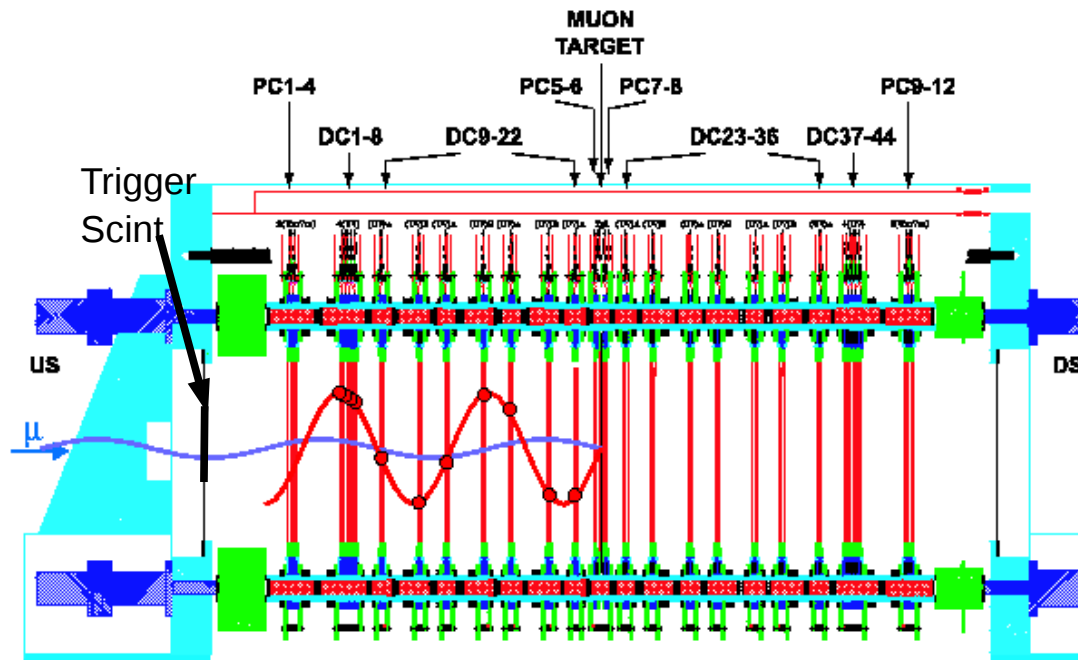 MUON
TARGET
PC1-4
PC5-6
PC7-8
PC9-12
DC1-8
DC9-22
DC23-36
DC37-44
Trigger
Scint
US
DS
μ